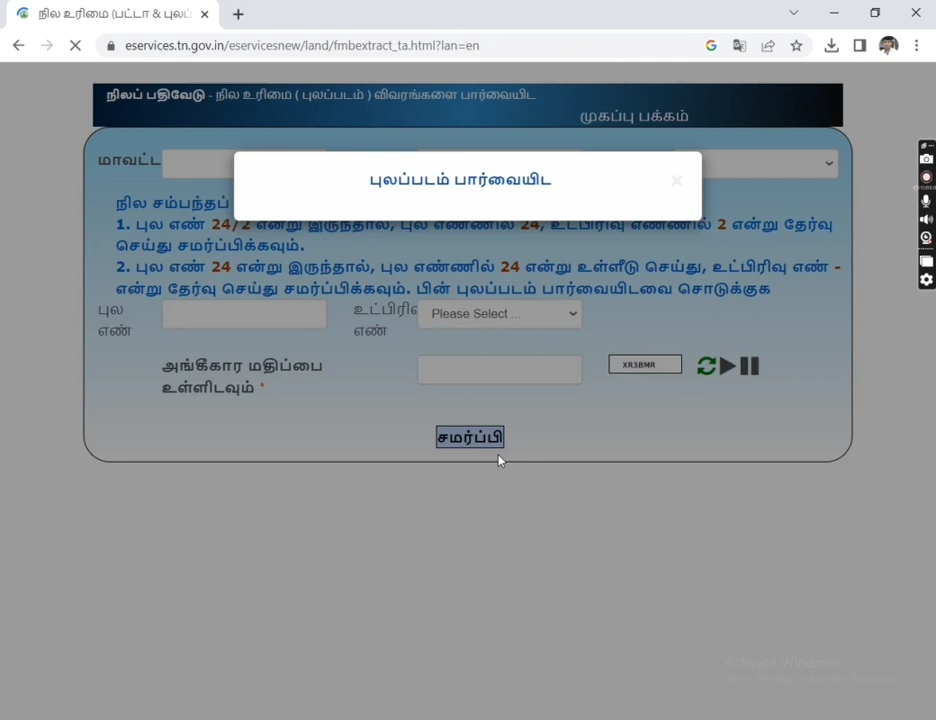 நில உரிமை (பட்டா & புலப்
eservices.tn.gov.in/eservicesnew/land/fmbextract_ta.html?lan=en
நிலப் பதிவேடு - நில உரிமை ( புலப்படம் ) விவரங்களை பார்வையிட
முகப்பு பக்கம்
மாவட்ட
புலப்படம் பார்வையிட
×
நில சம்பந்தப்
1. புல எண் 24/2 என்று இருந்தால், புல எண்ணில் 24, உட்பிரிவு எண்ணில் 2 என்று தேர்வு
செய்து சமர்ப்பிக்கவும்.
2. புல எண் 24 என்று இருந்தால், புல எண்ணில் 24 என்று உள்ளீடு செய்து, உட்பிரிவு எண் -
என்று தேர்வு செய்து சமர்ப்பிக்கவும். பின் புலப்படம் பார்வையிடவை சொடுக்குக
புல
எண்
உட்பிரி
எண்
Please Select ...
அங்கீகார மதிப்பை
உள்ளிடவும் *
XR3BMR
சமர்ப்பி
Activate Windows